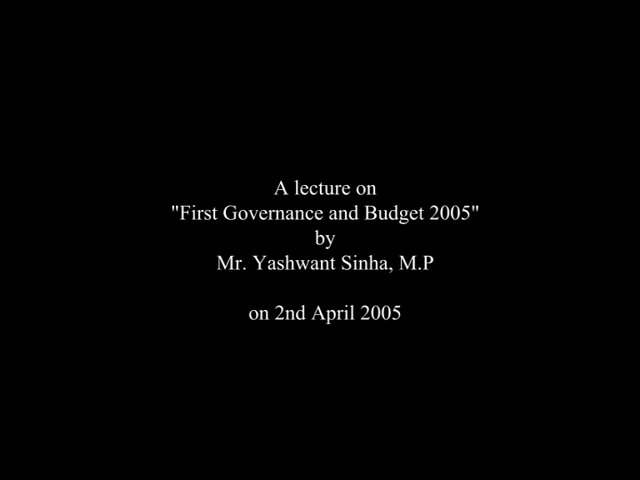 A lecture on
"First Governance and Budget 2005"
by
Mr. Yashwant Sinha, M.P
on 2nd April 2005